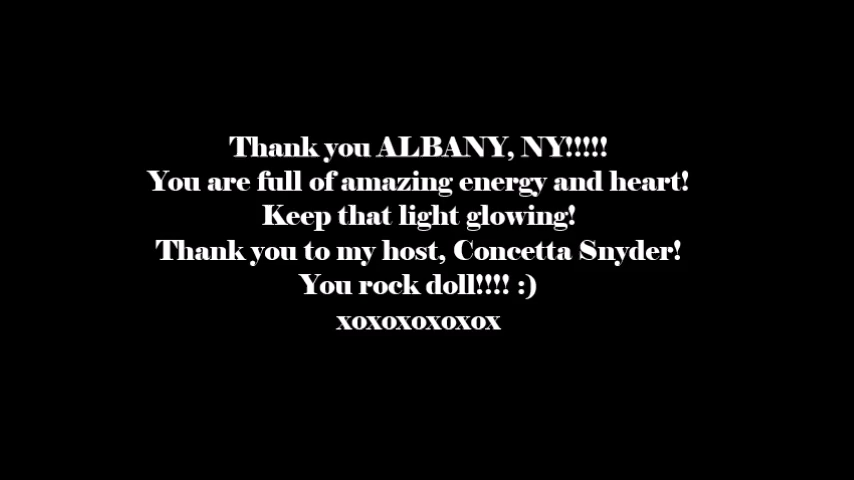 Thank you ALBANY, NY!!!!!
You are full of amazing energy and heart!
Keep that light glowing!
Thank you to my host, Concetta Snyder!
You rock doll!!!! :)
xoxoxoxoxox